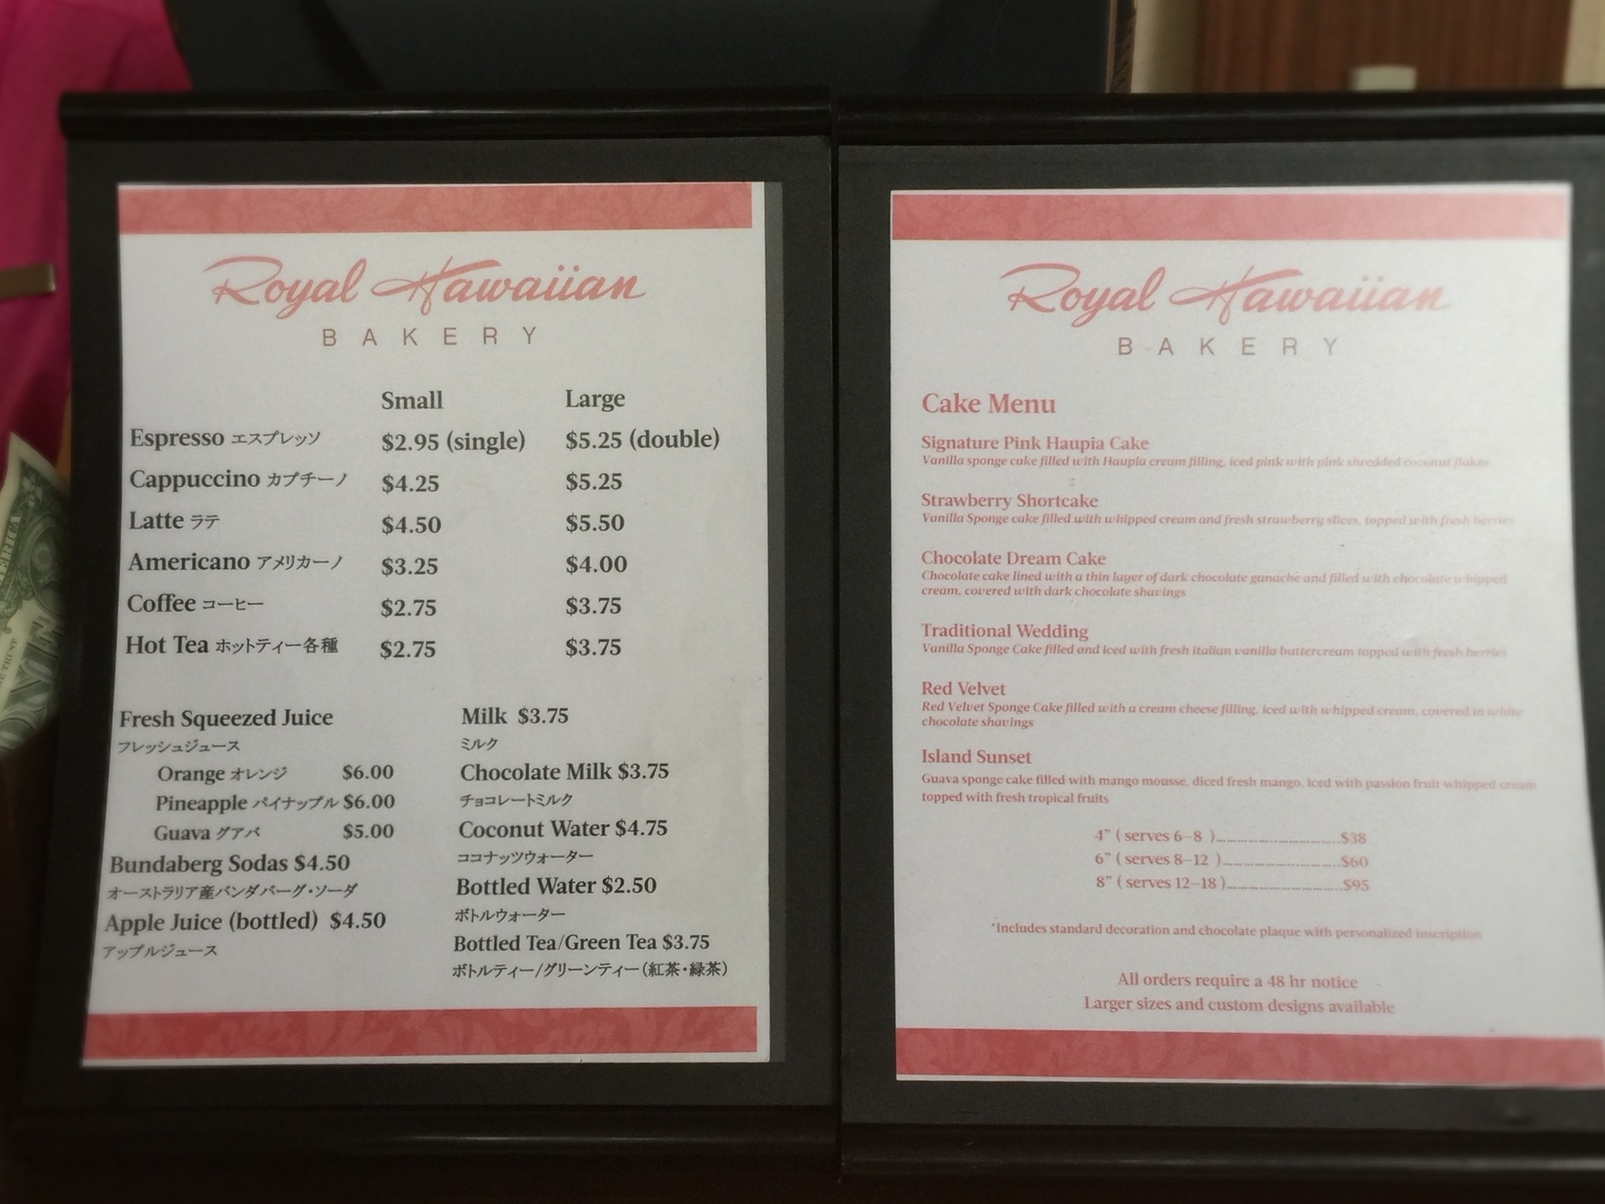 Royal Hawaiian
BAKERY
Small Large
Espresso エスプレッソ $2.95 (single) $5.25 (double)
Cappuccino カプチーノ $4.25 $5.25
Latte ラテ $4.50 $5.50
Americano アメリカーノ $3.25 $4.00
Coffee コーヒー $2.75 $3.75
Hot Tea ホットティー各種 $2.75 $3.75
Fresh Squeezed Juice
フレッシュジュース
Orange オレンジ $6.00
Pineapple パイナップル $6.00
Guava グアバ $5.00
Bundaberg Sodas $4.50
オーストラリア産バンダバーグ・ソーダ
Apple Juice (bottled) $4.50
アップルジュース
Milk $3.75
ミルク
Chocolate Milk $3.75
チョコレートミルク
Coconut Water $4.75
ココナッツウォーター
Bottled Water $2.50
ボトルウォーター
Bottled Tea/Green Tea $3.75
ボトルティー/グリーンティー(紅茶・緑茶)
Royal Hawaiian
BAKERY
Cake Menu
Signature Pink Haupia Cake
Vanilla sponge cake filled with Haupia cream filling, iced pink with pink shredded coconut flakes
Strawberry Shortcake
Vanilla Sponge cake filled with whipped cream and fresh strawberry slices, topped with fresh berries
Chocolate Dream Cake
Chocolate cake lined with a thin layer of dark chocolate ganache and filled with chocolate whipped
cream, covered with dark chocolate shavings
Traditional Wedding
Vanilla Sponge Cake filled and iced with fresh italian vanilla buttercream topped with fresh berries
Red Velvet
Red Velvet Sponge Cake filled with a cream cheese filling, iced with whipped cream, covered in white
chocolate shavings
Island Sunset
Guava sponge cake filled with mango mousse, diced fresh mango, iced with passion fruit whipped cream
topped with fresh tropical fruits
4" ( serves 6-8 )........................$38
6" ( serves 8-12 ).......................$60
8" ( serves 12-18 )......................$95
*Includes standard decoration and chocolate plaque with personalized inscription
All orders require a 48 hr notice
Larger sizes and custom designs available